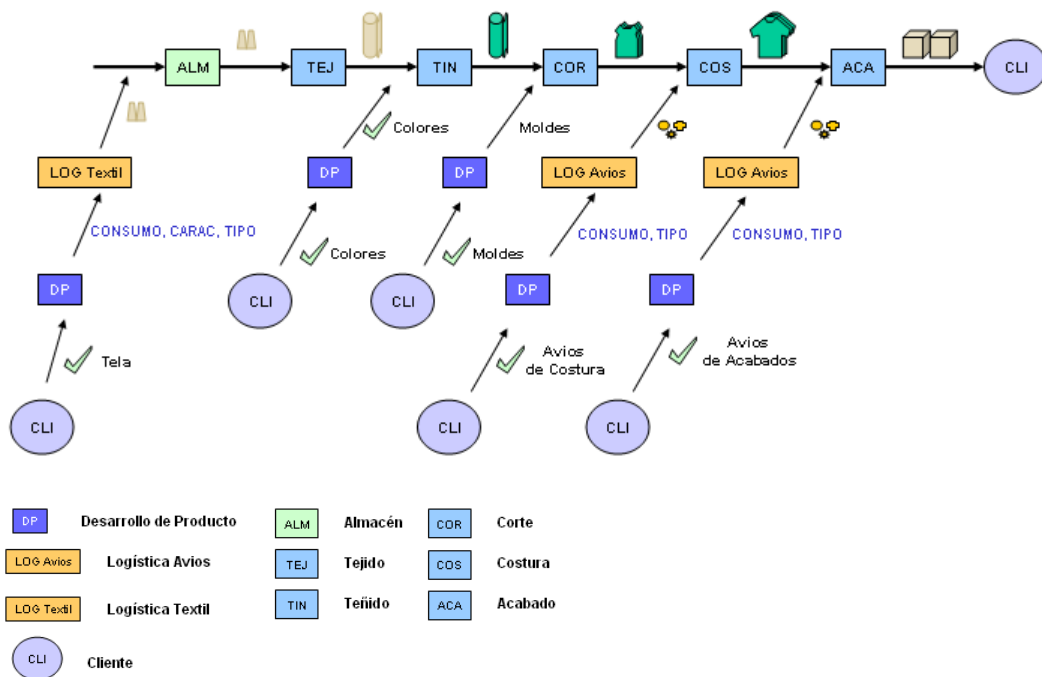 ALM
TEJ
TIN
COR
COS
ACA
CLI
Colores
Moldes
LOG Textil
DP
DP
LOG Avios
LOG Avios
CONSUMO, CARAC, TIPO
CONSUMO, TIPO
CONSUMO, TIPO
Colores
Moldes
DP
CLI
CLI
DP
DP
Tela
Avios
de Costura
Avios
de Acabados
CLI
CLI
CLI
DP Desarrollo de Producto
ALM Almacén
COR Corte
LOG Avios Logística Avios
TEJ Tejido
COS Costura
LOG Textil Logística Textil
TIN Teñido
ACA Acabado
CLI Cliente